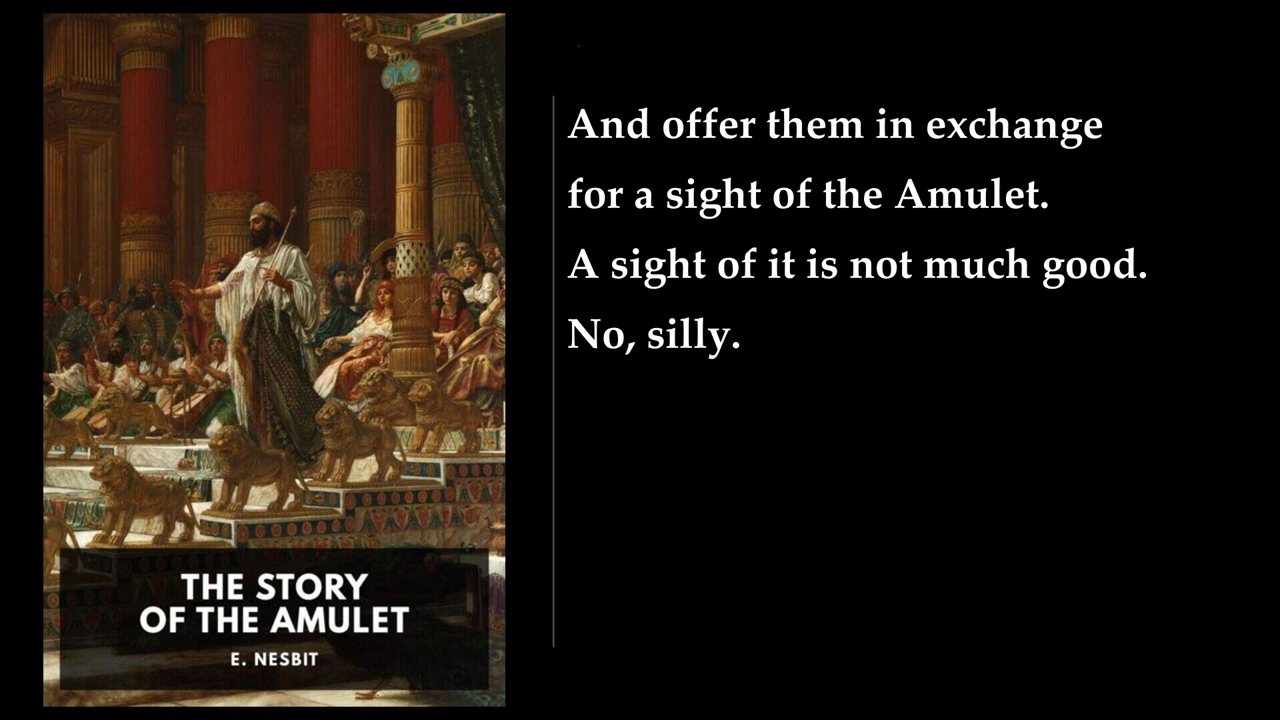 THE STORY
OF THE AMULET
E. NESBIT
And offer them in exchange
for a sight of the Amulet.
A sight of it is not much good.
No, silly.